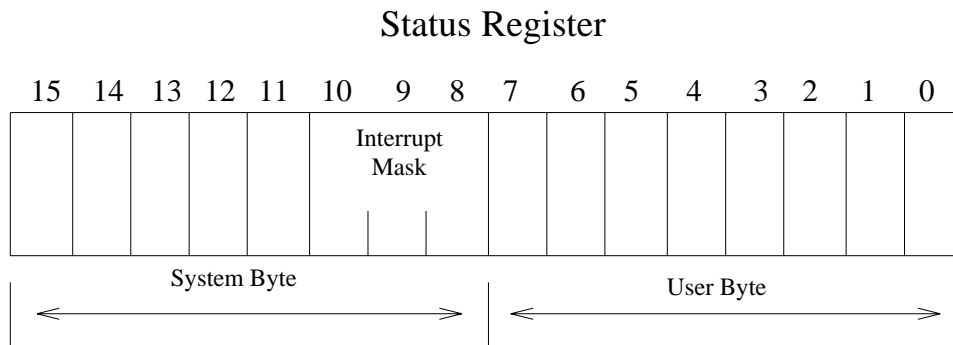 Status Register
15 14 13 12 11 10 9 8 7 6 5 4 3 2 1 0
Interrupt
Mask
System Byte
User Byte